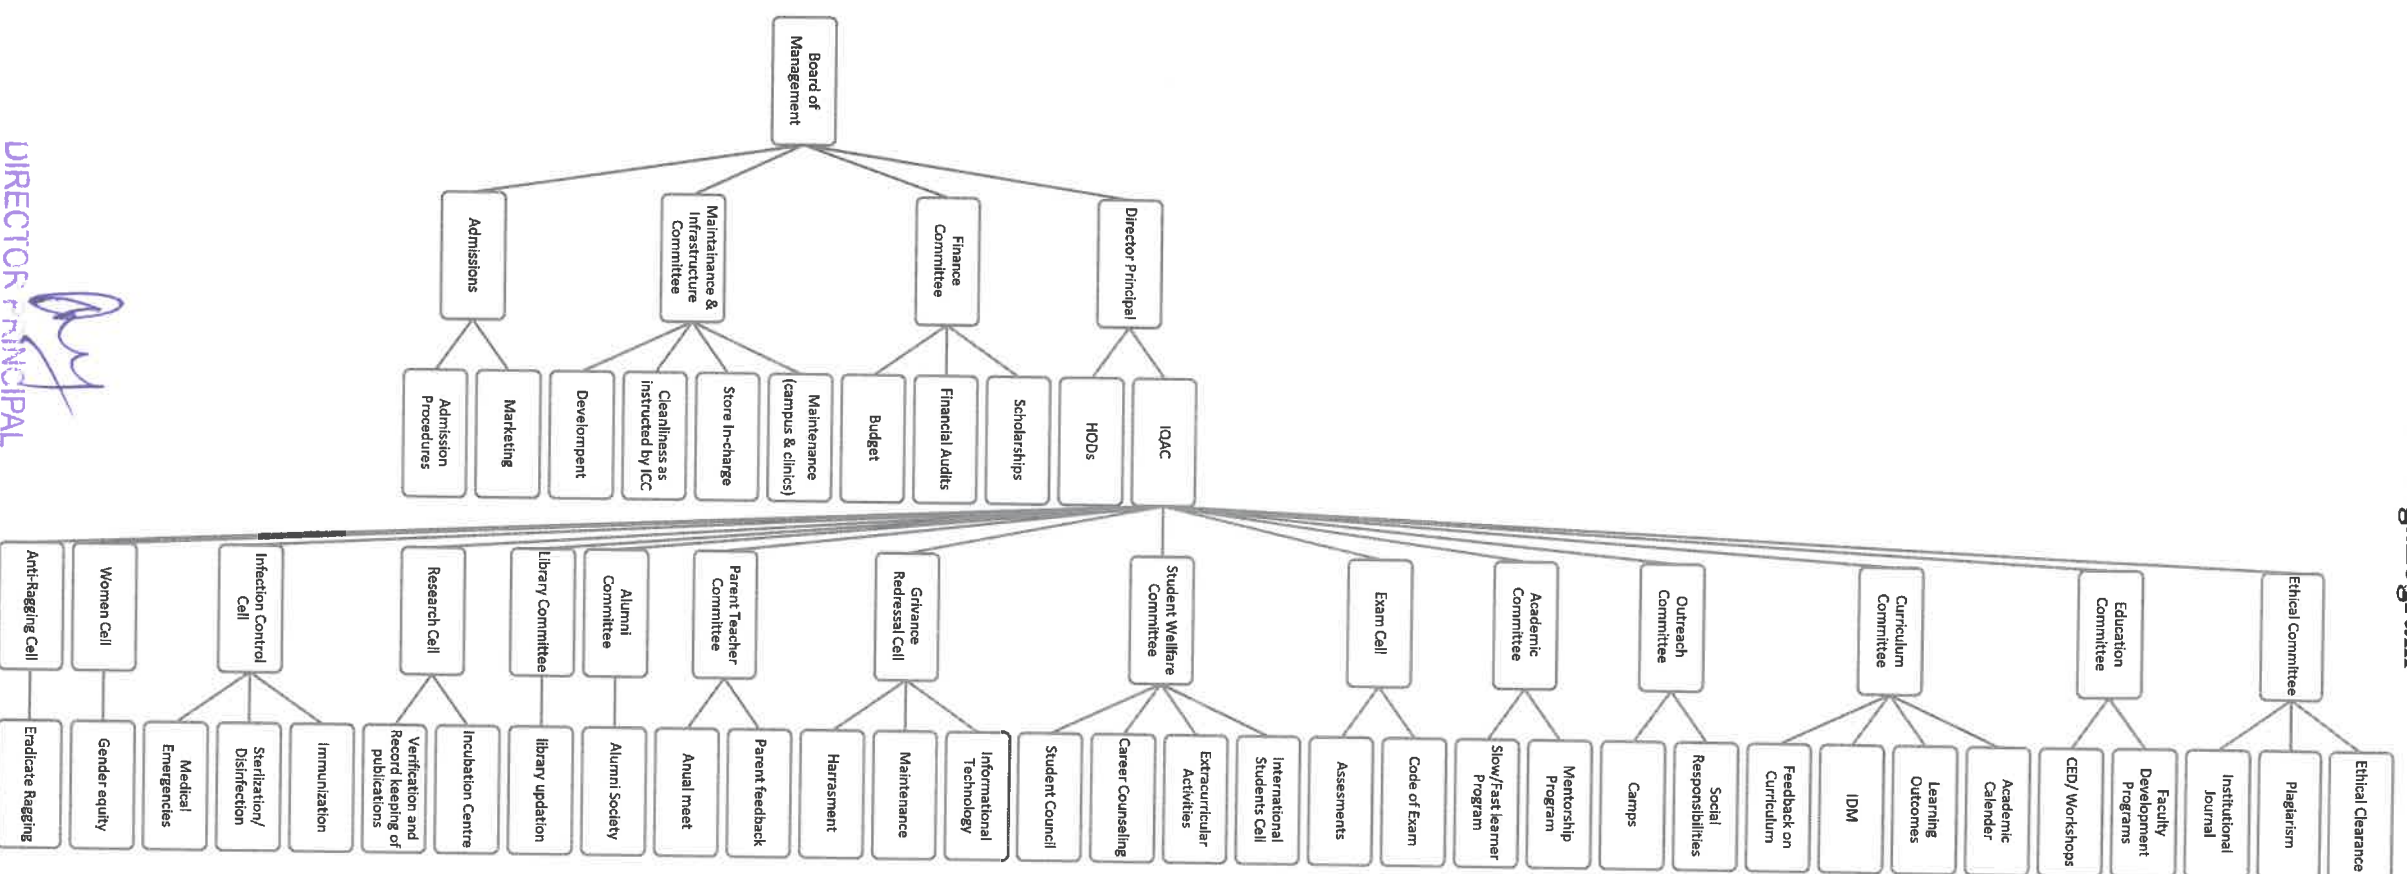 Board of
Management
Director Principal
Finance
Committee
Maintainance &
Infrastructure
Committee
Admissions
IQAC
HODs
Scholarships
Financial Audits
Budget
Maintenance
(campus & clinics)
Store In-charge
Cleanliness as
instructed by ICC
Development
Marketing
Admission
Procedures
Ethical Committee
Education
Committee
Curriculum
Committee
Outreach
Committee
Academic
Committee
Exam Cell
Student Wellfare
Committee
Grivance
Redressal Cell
Parent Teacher
Committee
Alumni
Committee
Library Committee
Research Cell
Infection Control
Cell
Women Cell
Anti-Ragging Cell
Ethical Clearance
Plagiarism
Institutional
Journal
Faculty
Development
Programs
CED/ Workshops
Academic
Calender
Learning
Outcomes
IDM
Feedback on
Curriculum
Social
Responsibilities
Camps
Mentorship
Program
Slow/Fast learner
Program
Code of Exam
Assesments
International
Students Cell
Extracurricular
Activities
Career Counseling
Student Council
Informational
Technology
Maintenance
Harrasment
Parent feedback
Anual meet
Alumni Society
library updation
Incubation Centre
Verification and
Record keeping of
publications
Immunization
Sterlization/
Disinfection
Medical
Emergencies
Gender equity
Eradicate Ragging
DIRECTOR PRINCIPAL